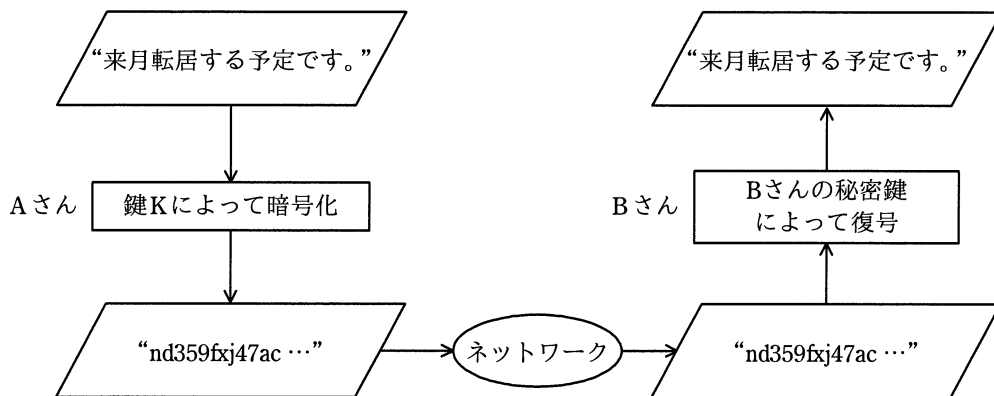 “来月転居する予定です。”
“来月転居する予定です。”
Aさん
鍵Kによって暗号化
Bさん
Bさんの秘密鍵
によって復号
“nd359fxj47ac …”
ネットワーク
“nd359fxj47ac …”